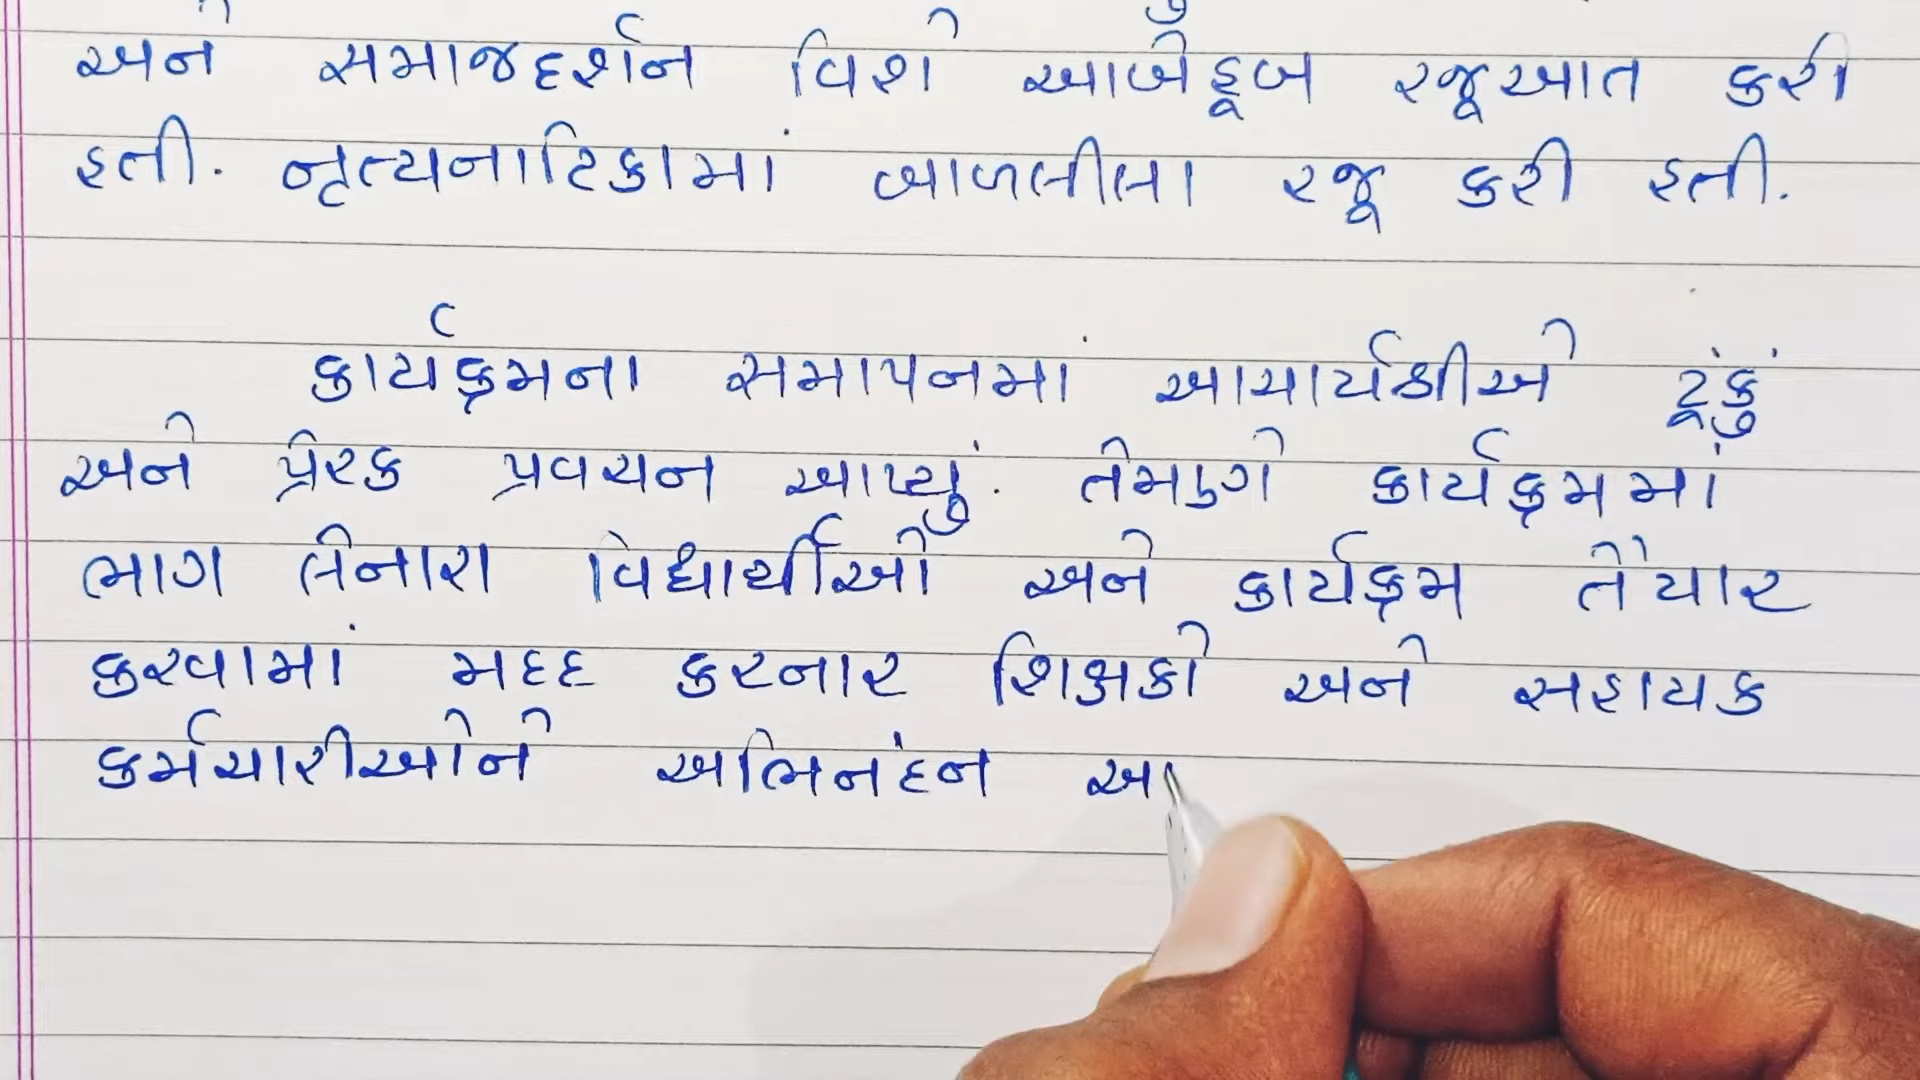 અને સમાજદર્શન વિશે આબેહૂબ રજૂઆત કરી
હતી. નૃત્યનાટિકામાં બાળલીલા રજૂ કરી હતી.
કાર્યક્રમના સમાપનમાં આચાર્યશ્રીએ ટૂંકું
અને પ્રેરક પ્રવચન આપ્યું. તેમણે કાર્યક્રમમાં
ભાગ લેનારા વિદ્યાર્થીઓ અને કાર્યક્રમ તૈયાર
કરવામાં મદદ કરનાર શિક્ષકો અને સહાયક
કર્મચારીઓને અભિનંદન આ